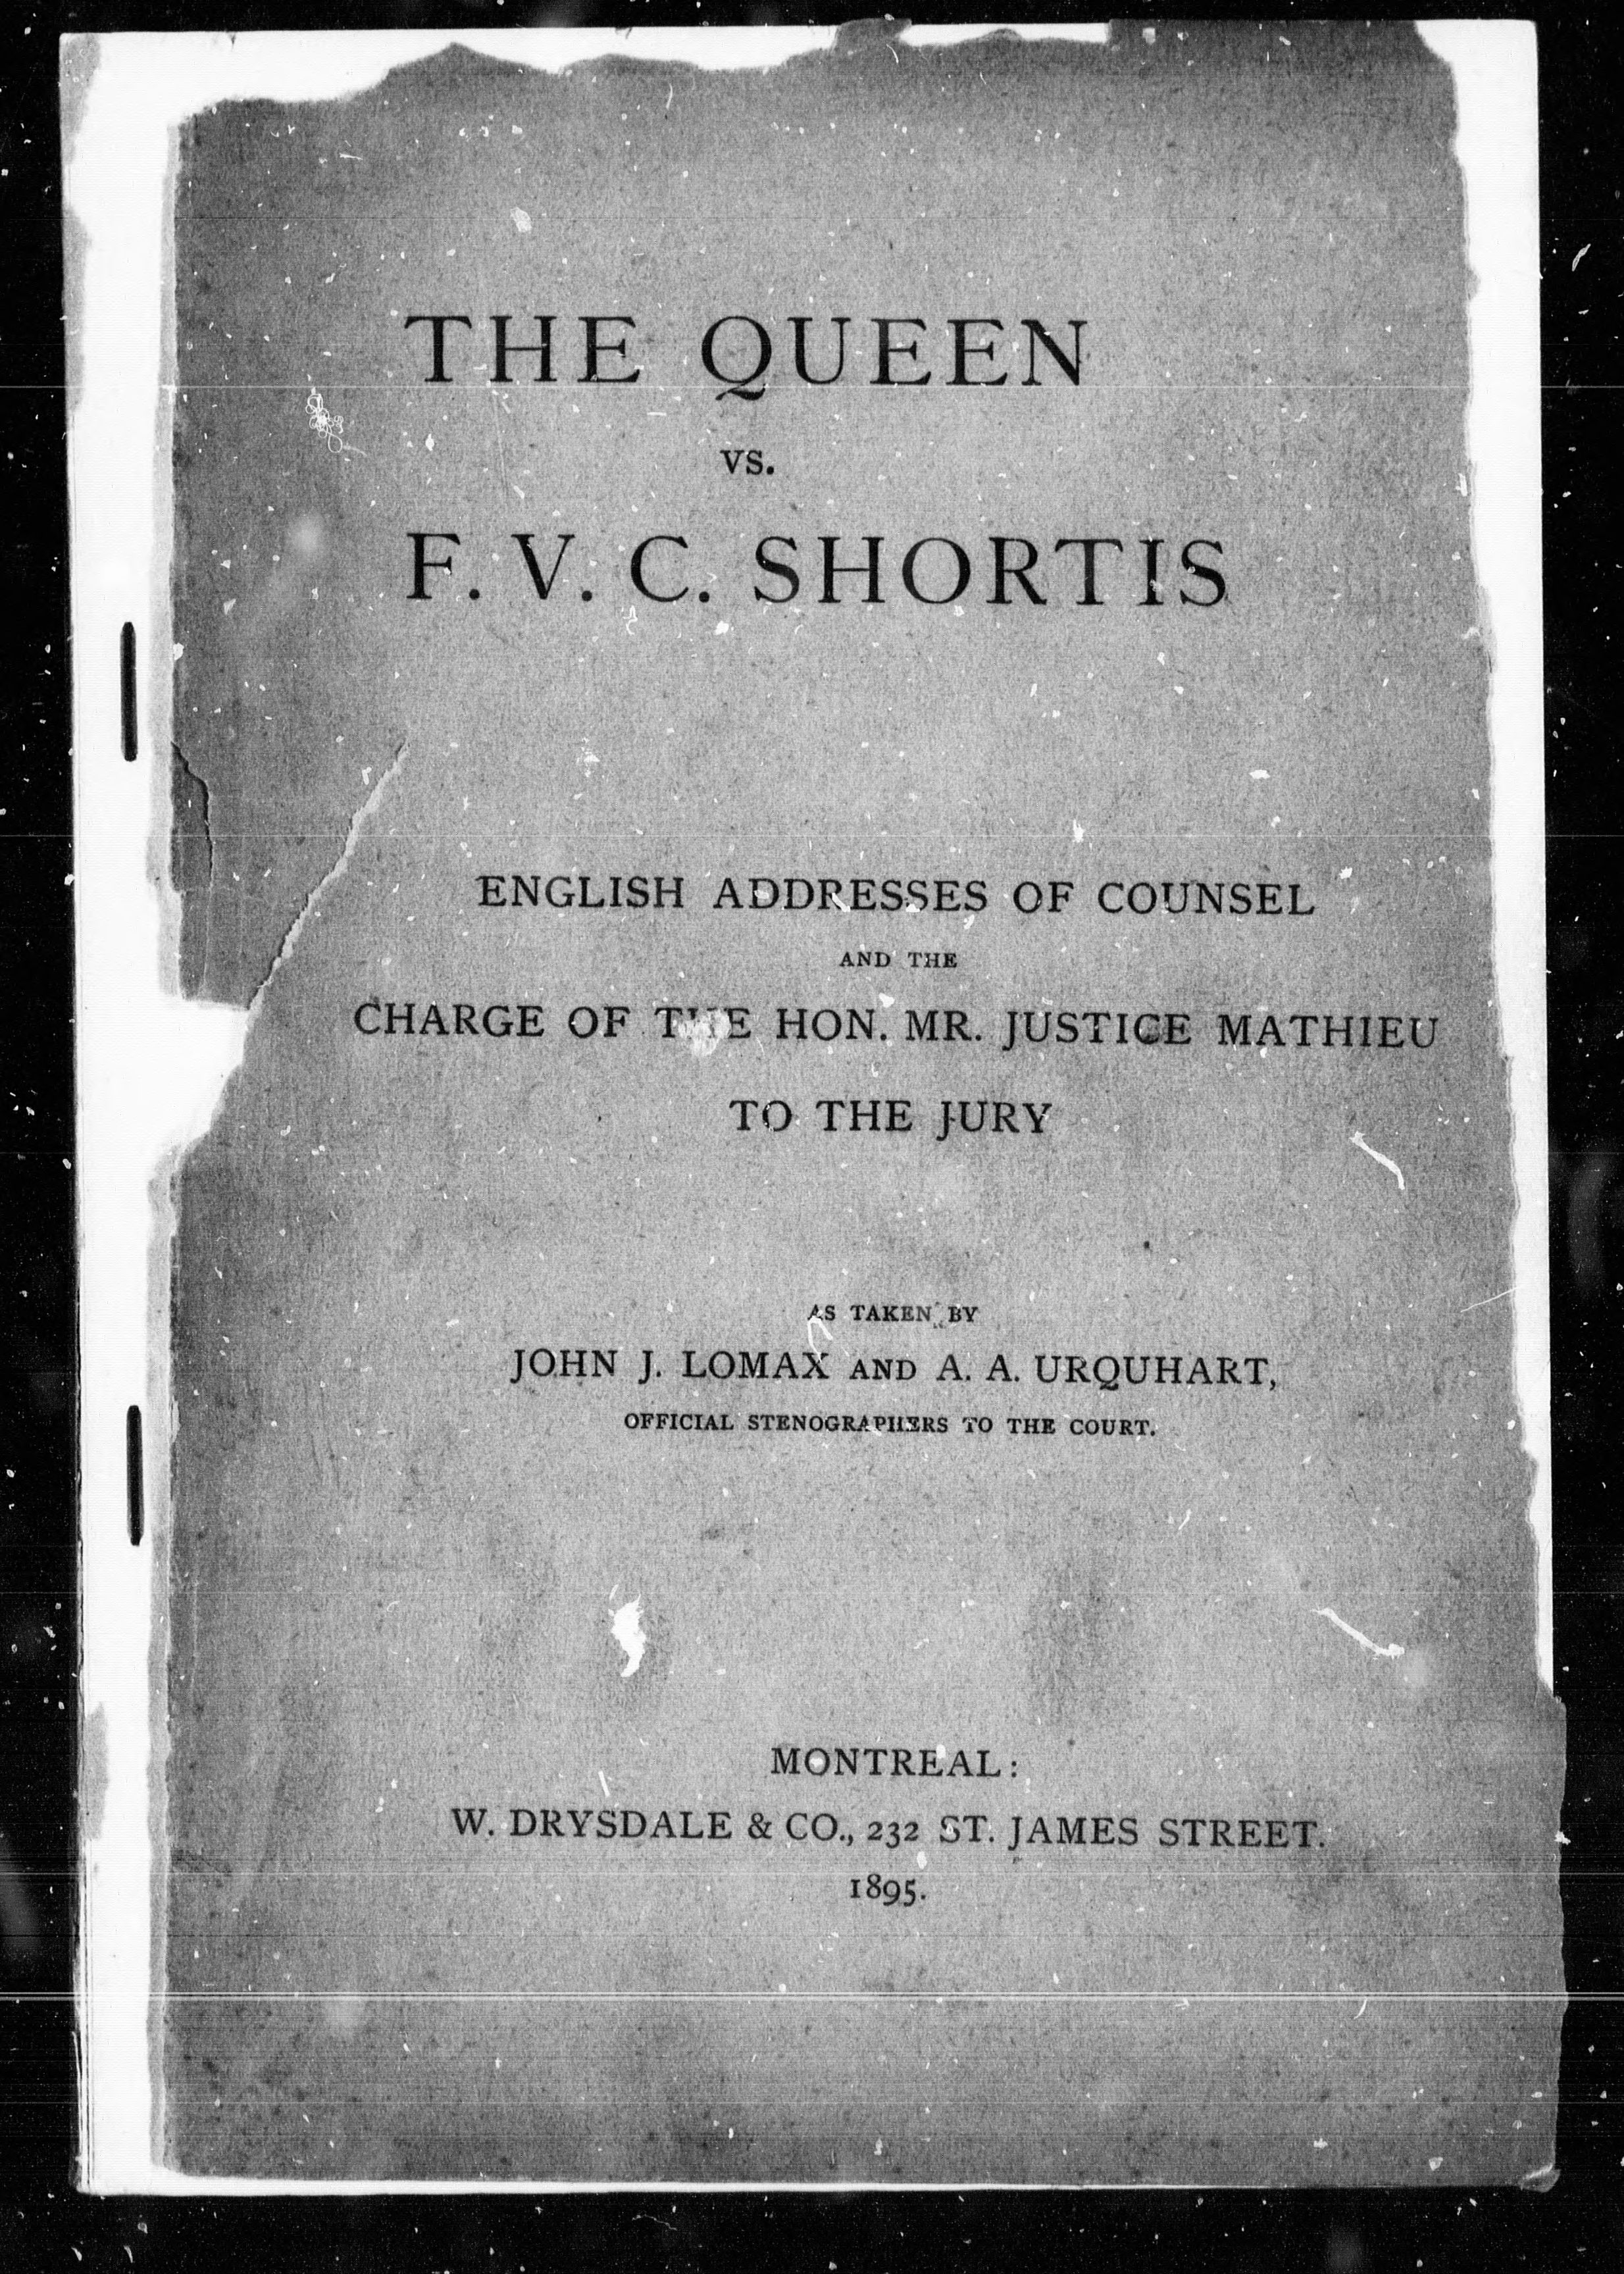 THE QUEEN
VS.
F. V. C. SHORTIS
ENGLISH ADDRESSES OF COUNSEL
AND THE
CHARGE OF THE HON. MR. JUSTICE MATHIEU
TO THE JURY
AS TAKEN BY
JOHN J. LOMAX AND A. A. URQUHART,
OFFICIAL STENOGRAPHERS TO THE COURT.
MONTREAL:
W. DRYSDALE & CO., 232 ST. JAMES STREET.
1895.